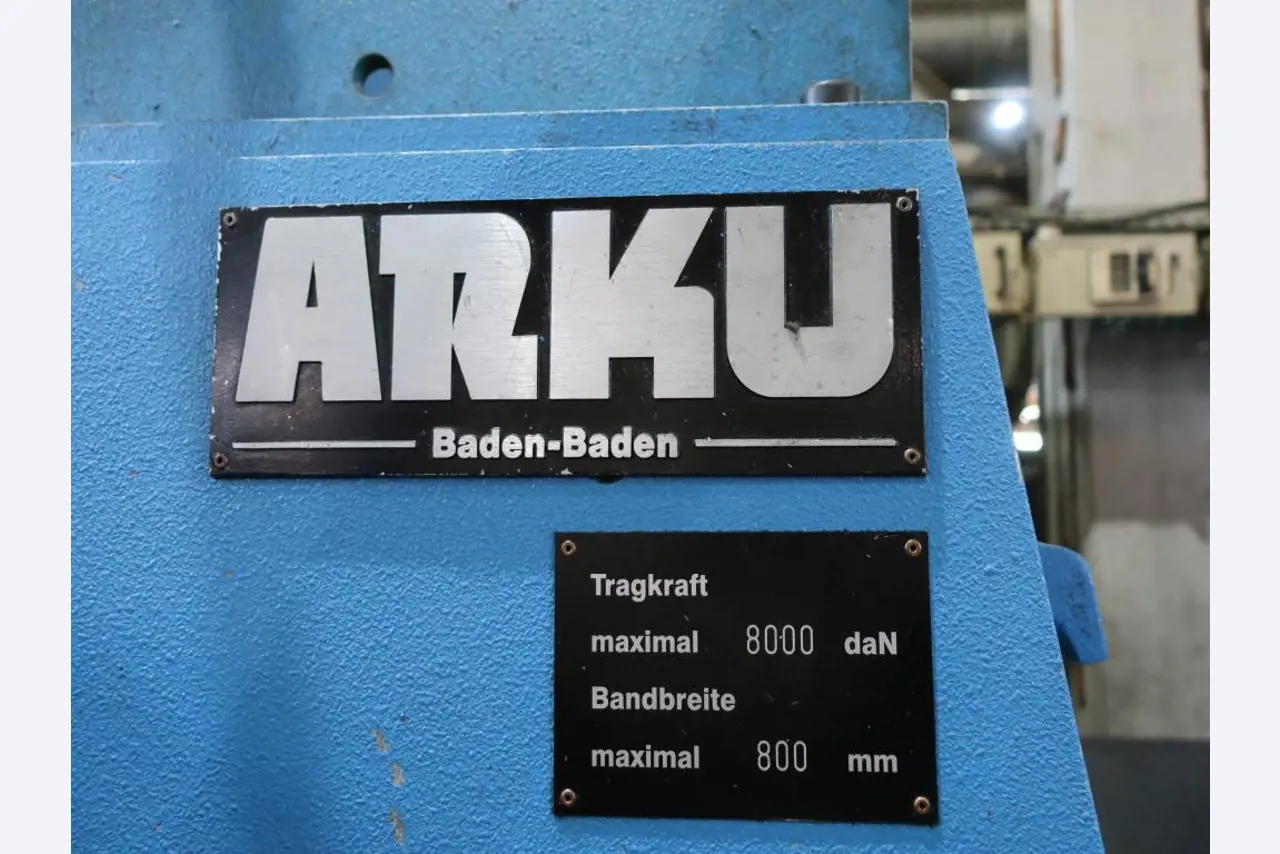 ARKU
Baden-Baden
Tragkraft
maximal 8000 daN
Bandbreite
maximal 800 mm